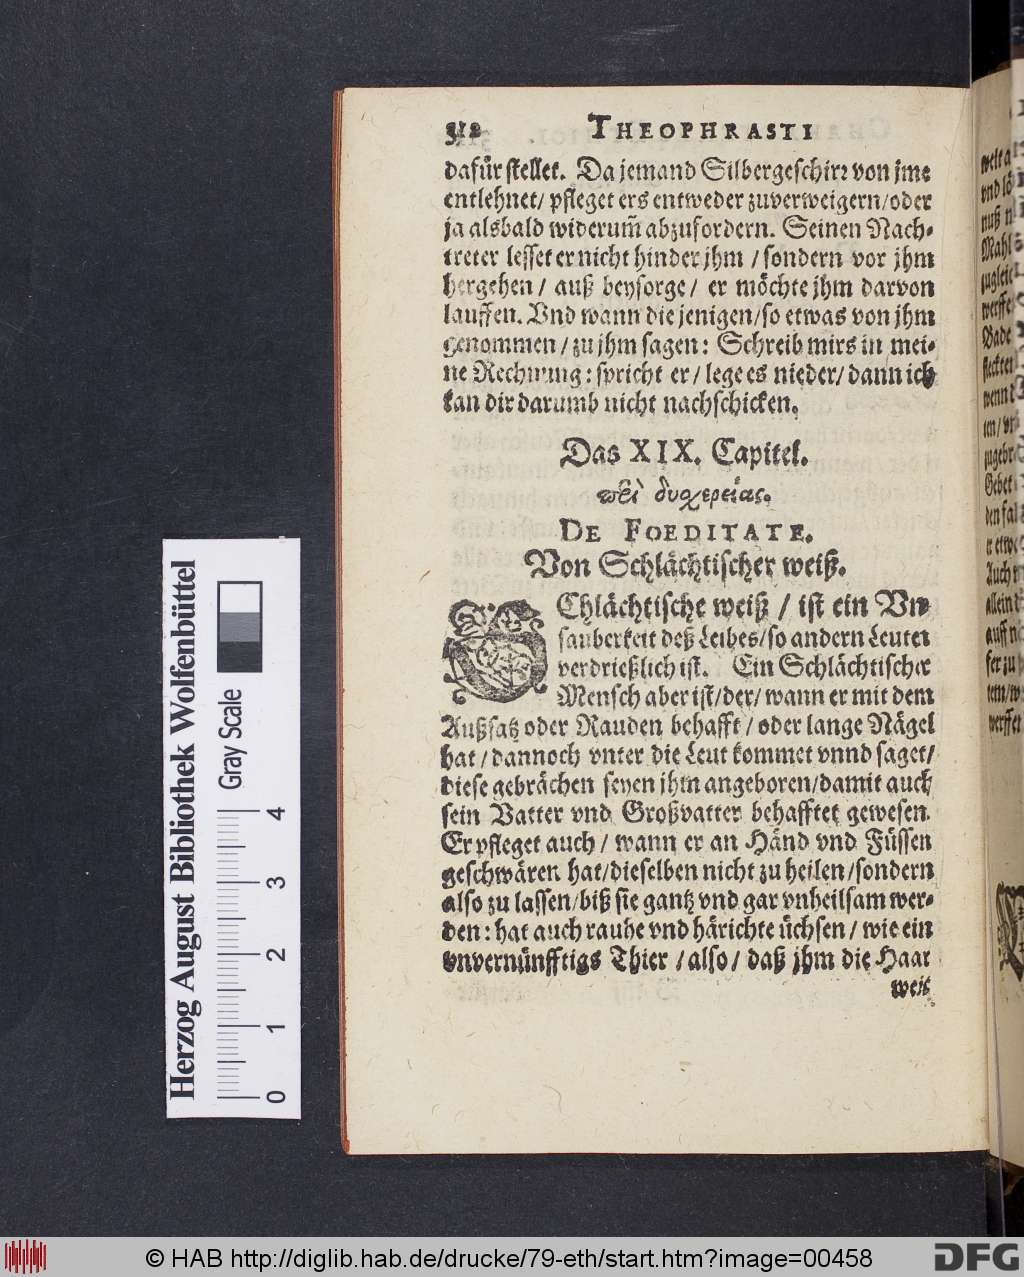 312 THEOPHRASTI
dafür stellet. Da jemand Silbergeschirr von jme
entlehnet/ pfleget ers entweder zuverweigern/oder
ja alsbald widerum̃ abzufordern. Seinen Nach-
treter lesset er nicht hinder jhm / sondern vor jhm
hergehen / auß beysorge/ er möchte jhm darvon
lauffen. Vnd wann die jenigen/so etwas von jhm
genommen / zu jhm sagen: Schreib mirs in mei-
ne Rechnung: spricht er / lege es nieder/ dann ich
kan dir darumb nicht nachschicken.
Das XIX. Capitel.
περὶ δυχερείας.
DE FOEDITATE.
Von Schlächtischer weiß.
SChlächtische weiß / ist ein Vn-
sauberkeit deß Leibes/so andern Leuten
verdrießlich ist. Ein Schlächtischer
Mensch aber ist/der/ wann er mit dem
Außsatz oder Rauden behafft / oder lange Nägel
hat / dannoch vnter die Leut kommet vnnd saget/
diese gebrächen seyen jhm angeboren/damit auch
sein Vatter vnd Großvatter behafftet gewesen.
Er pfleget auch / wann er an Händ vnd Füssen
geschwären hat/dieselben nicht zu heilen/sondern
also zu lassen/biß sie gantz vnd gar vnheilsam wer-
den: hat auch rauhe vnd härichte üchsen / wie ein
vnvernünfftigs Thier / also / daß jhm die Haar
weit
Herzog August Bibliothek Wolfenbüttel
Gray Scale
0 1 2 3 4
© HAB http://diglib.hab.de/drucke/79-eth/start.htm?image=00458
DFG